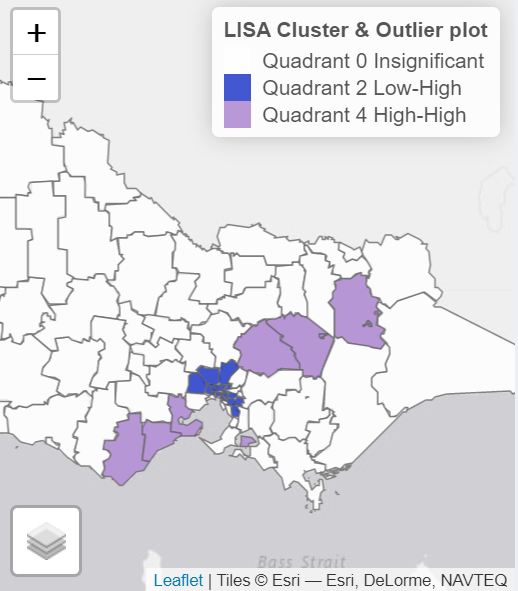 +
−
LISA Cluster & Outlier plot
Quadrant 0 Insignificant
Quadrant 2 Low-High
Quadrant 4 High-High
Bass Strait
Leaflet | Tiles © Esri — Esri, DeLorme, NAVTEQ